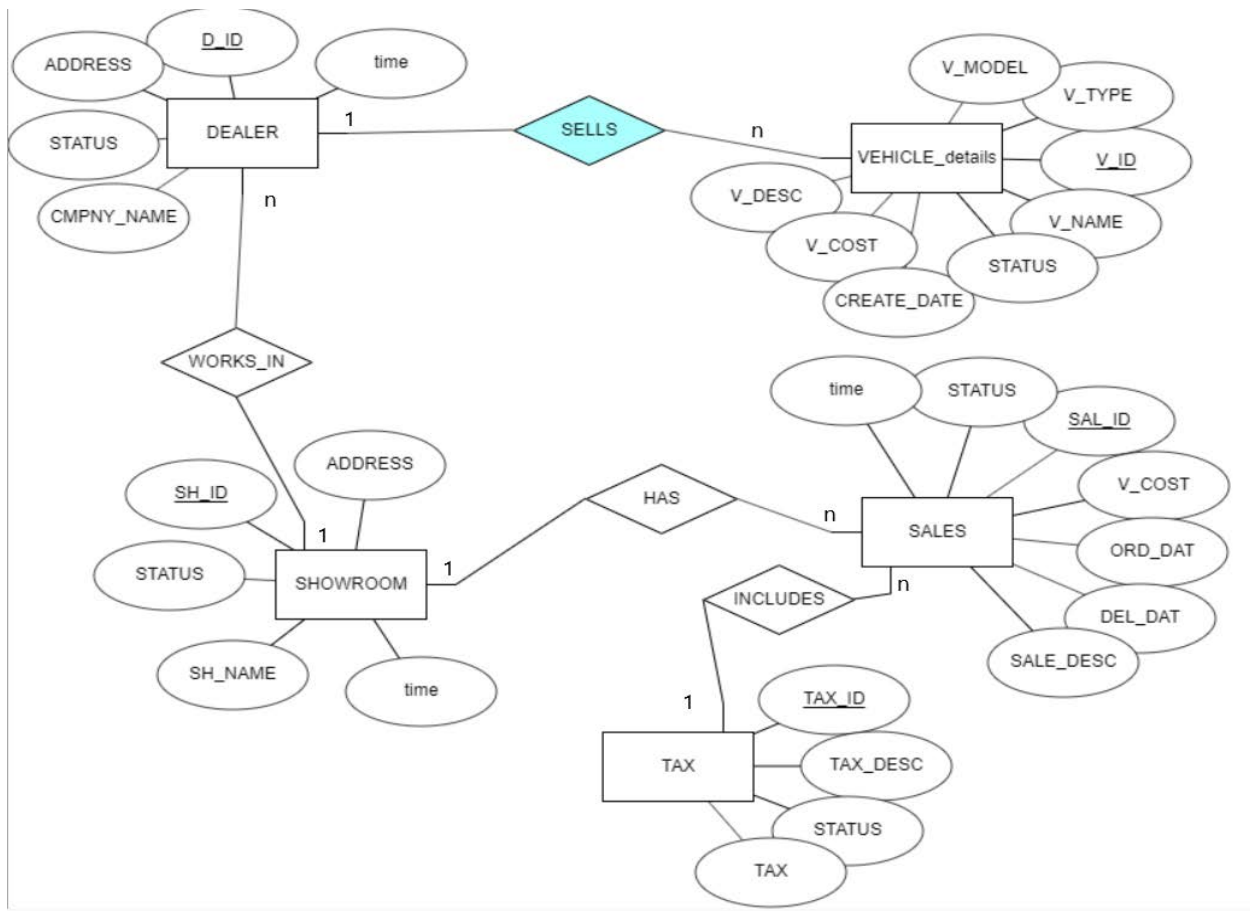 D_ID
ADDRESS
time
DEALER
1
STATUS
CMPNY_NAME
n
SELLS
n
V_MODEL
V_TYPE
VEHICLE_details
V_ID
V_DESC
V_NAME
V_COST
STATUS
CREATE_DATE
WORKS_IN
ADDRESS
SH_ID
1
STATUS
SHOWROOM
1
SH_NAME
time
HAS
n
time
STATUS
SAL_ID
V_COST
SALES
ORD_DAT
DEL_DAT
SALE_DESC
n
INCLUDES
1
TAX_ID
TAX
TAX_DESC
STATUS
TAX